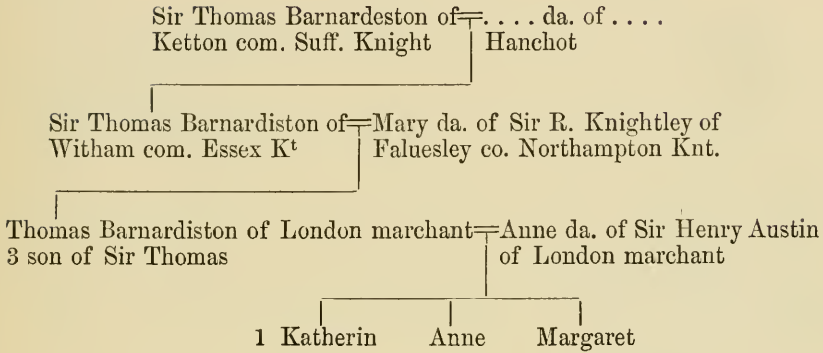 Sir Thomas Barnardeston of=. . . . da. of . . . .
Ketton com. Suff. Knight Hanchot
Sir Thomas Barnardiston of=Mary da. of Sir R. Knightley of
Witham com. Essex Kᵗ Faluesley co. Northampton Knt.
Thomas Barnardiston of London marchant=Anne da. of Sir Henry Austin
3 son of Sir Thomas of London marchant
1 Katherin Anne Margaret